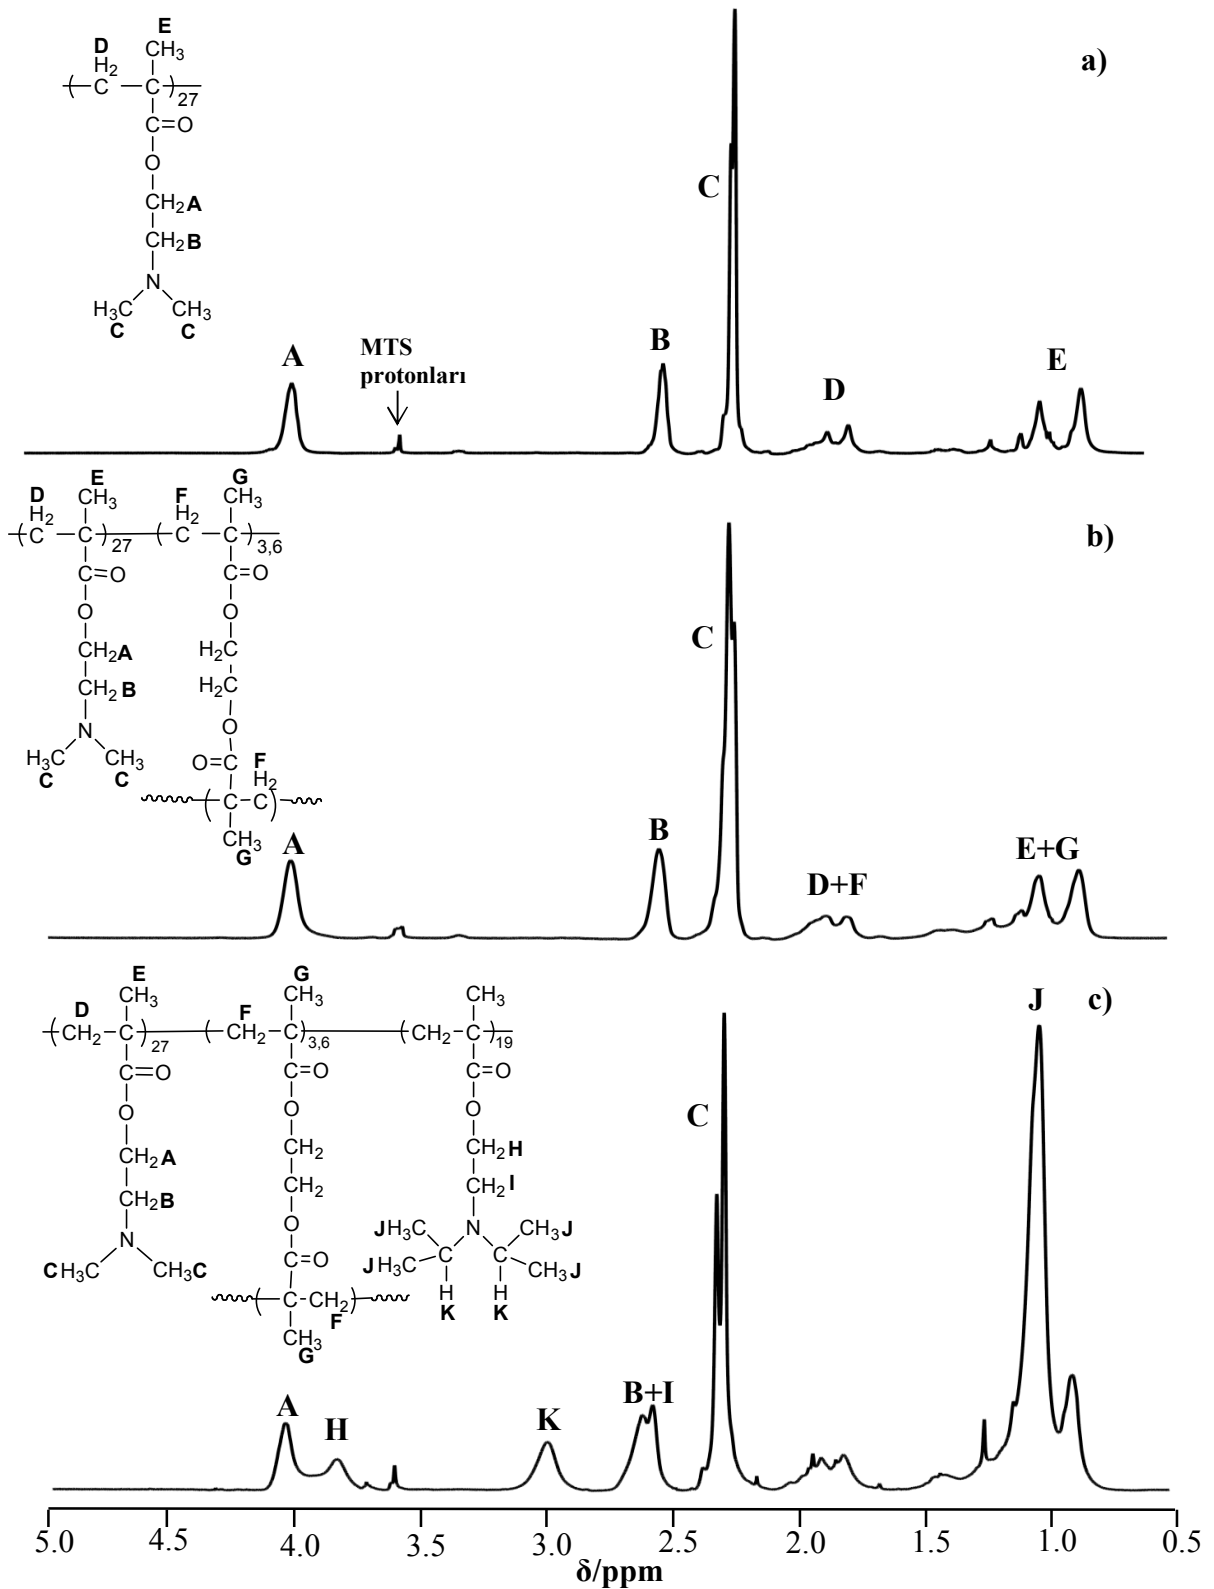 a)
E
D
CH3
H2
C
C
27
C=O
O
CH2 A
CH2 B
N
H3C
CH3
C
C
A
MTS
protonları
B
C
D
E
b)
D
E
F
G
H2
CH3
H2
CH3
C
C
27
C
C
3,6
C=O
C=O
O
O
CH2 A
H2C
CH2 B
H2C
N
O
H3C
CH3
O=C
F
C
C
H2
C
C
CH3
G
A
B
C
D+F
E+G
c)
D
E
F
G
CH3
CH3
CH3
CH2
C
27
CH2
C
3,6
CH2
C
19
C=O
C=O
C=O
O
O
O
CH2 A
CH2
CH2 H
CH2 B
CH2
CH2 I
N
O
N
C CH3
CH3 C
C=O
JH3C
CH3J
JH3C
C
C
CH3J
H
H
K
K
C
CH2
F
CH3
G
A
H
K
B+I
C
J
5.0 4.5 4.0 3.5 3.0 2.5 2.0 1.5 1.0 0.5
δ/ppm